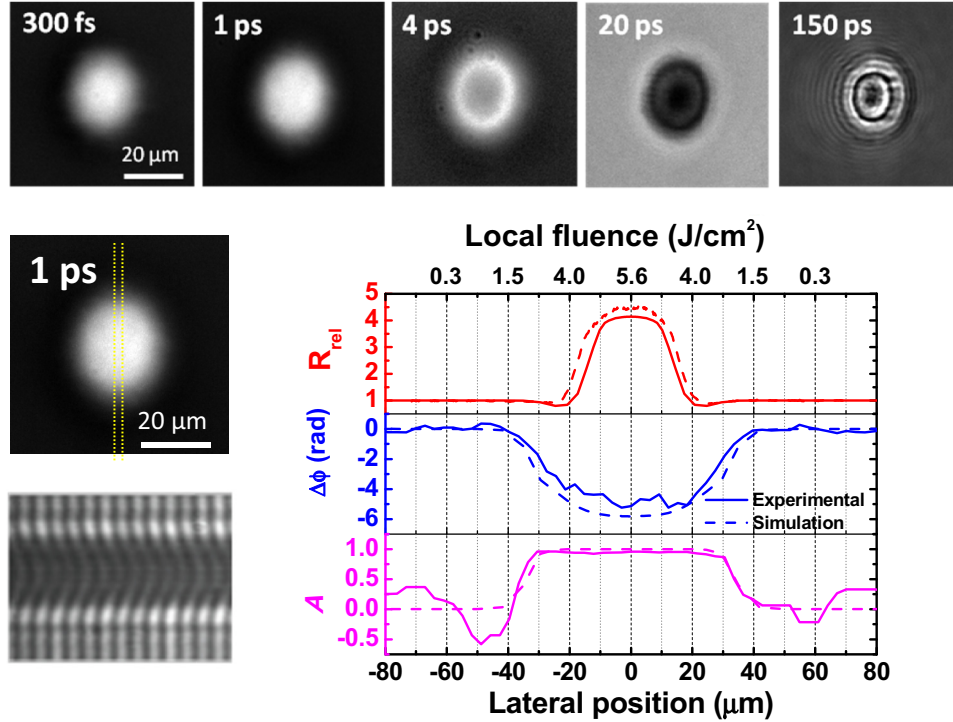 300 fs
1 ps
4 ps
20 ps
150 ps
20 μm
1 ps
20 μm
Local fluence (J/cm²)
0.3 1.5 4.0 5.6 4.0 1.5 0.3
R_rel
5
4
3
2
1
Δϕ (rad)
0
-2
-4
-6
Experimental
Simulation
A
1.0
0.5
0.0
-0.5
-80 -60 -40 -20 0 20 40 60 80
Lateral position (μm)